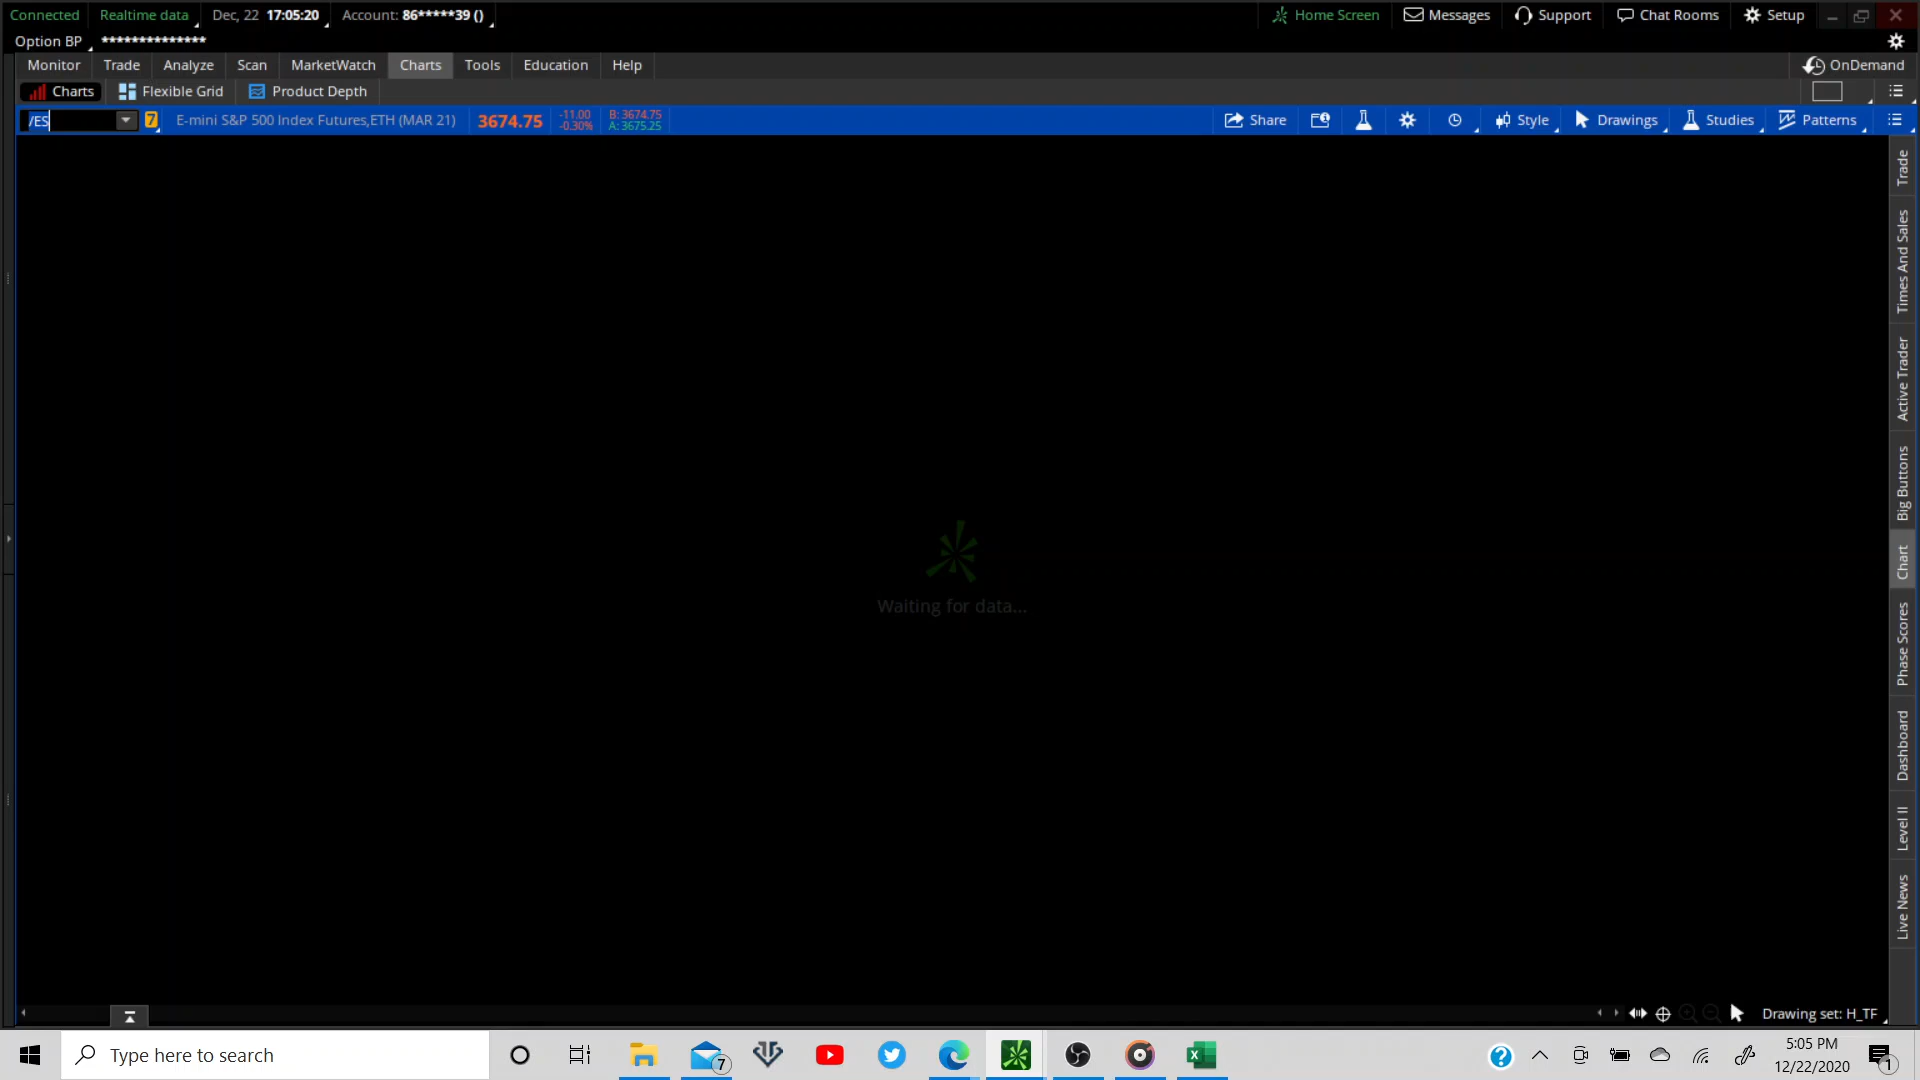 Connected Realtime data Dec, 22 17:05:20 Account: 86*****39 () Home Screen Messages Support Chat Rooms Setup
Option BP **************
Monitor Trade Analyze Scan MarketWatch Charts Tools Education Help OnDemand
Charts Flexible Grid Product Depth
/ES 7 E-mini S&P 500 Index Futures,ETH (MAR 21) 3674.75 -11.00 B: 3674.75 Share Style Drawings Studies Patterns
-0.30% A: 3675.25
Trade
Times And Sales
Active Trader
Big Buttons
Chart
Phase Scores
Dashboard
Level II
Live News
Waiting for data...
Drawing set: H_TF
Type here to search 7 5:05 PM
12/22/2020 1